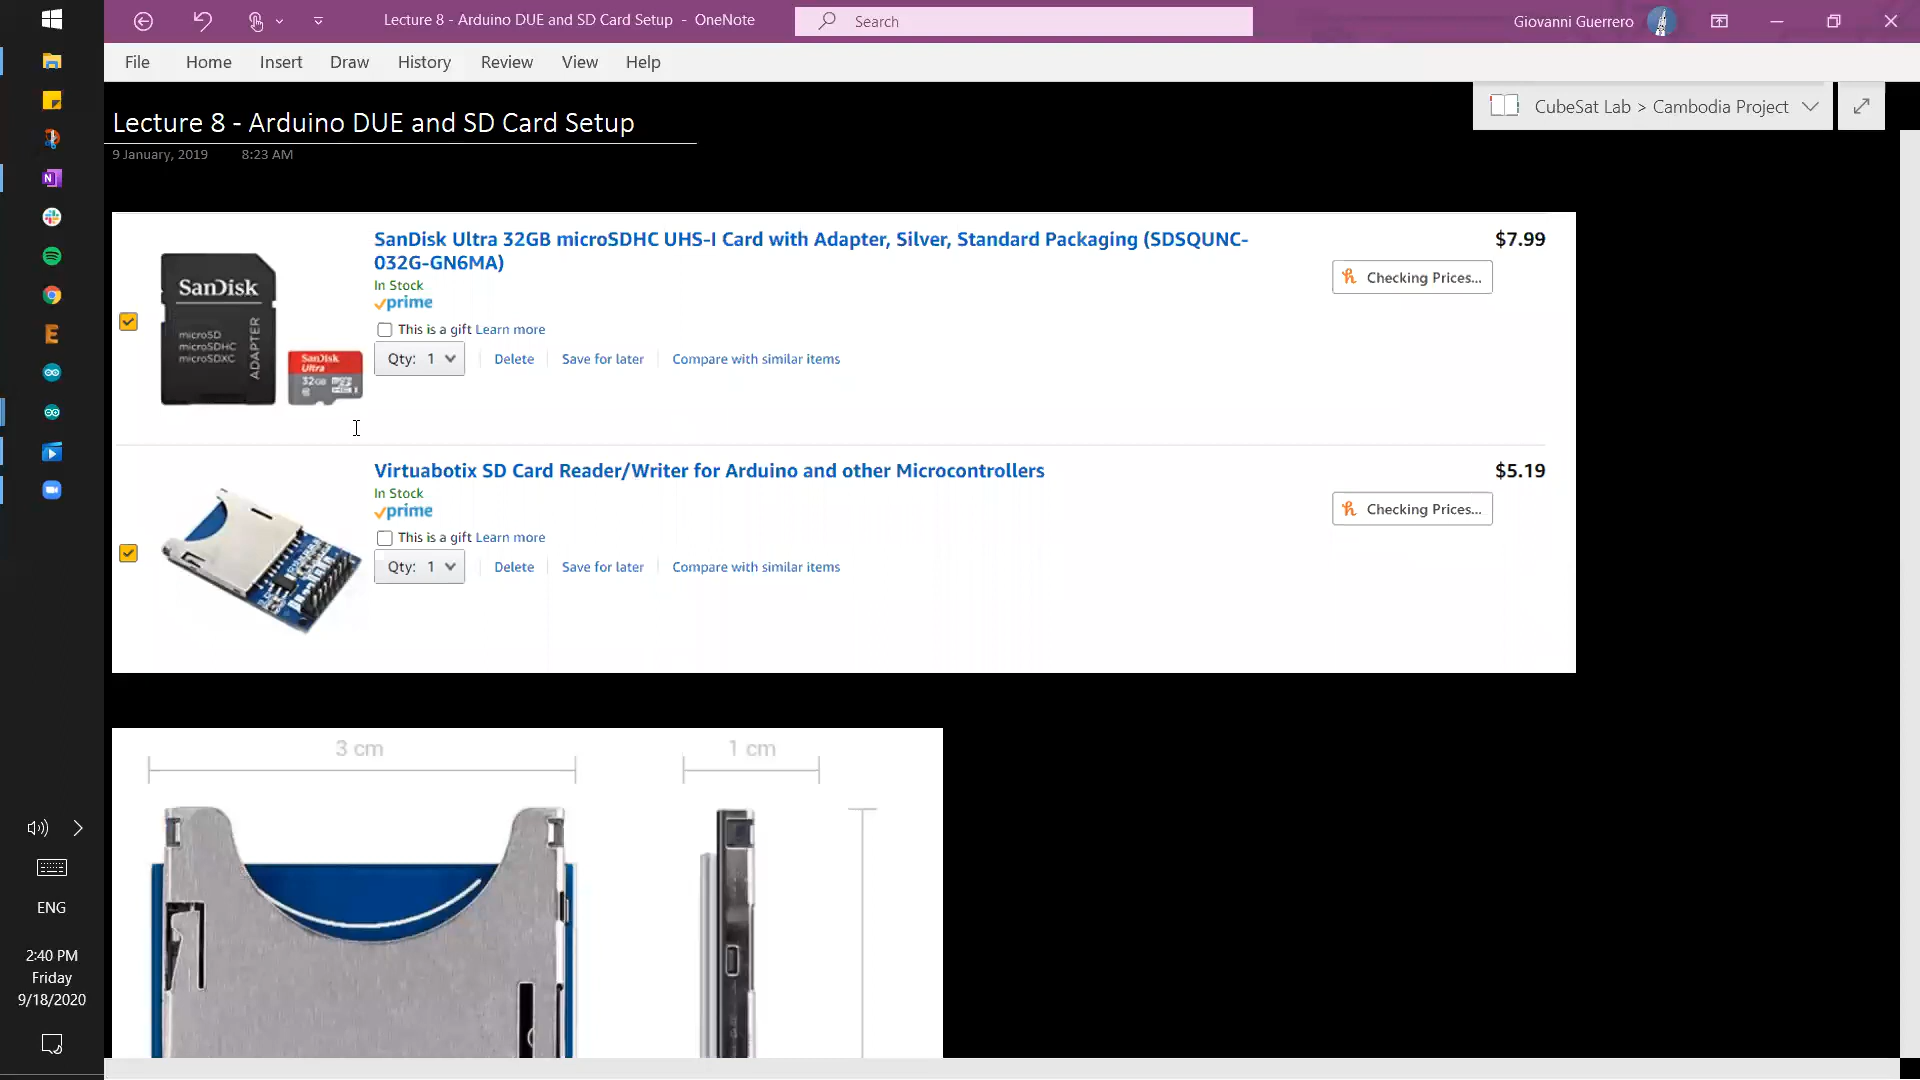 Lecture 8 - Arduino DUE and SD Card Setup - OneNote
Search
Giovanni Guerrero
File Home Insert Draw History Review View Help
CubeSat Lab > Cambodia Project
Lecture 8 - Arduino DUE and SD Card Setup
9 January, 2019 8:23 AM
SanDisk Ultra 32GB microSDHC UHS-I Card with Adapter, Silver, Standard Packaging (SDSQUNC-
032G-GN6MA)
$7.99
In Stock
prime
Checking Prices...
This is a gift Learn more
Qty: 1 Delete Save for later Compare with similar items
SanDisk
microSD
microSDHC
microSDXC
ADAPTER
SanDisk
Ultra
32GB
Virtuabotix SD Card Reader/Writer for Arduino and other Microcontrollers
$5.19
In Stock
prime
Checking Prices...
This is a gift Learn more
Qty: 1 Delete Save for later Compare with similar items
3 cm 1 cm
ENG
2:40 PM
Friday
9/18/2020